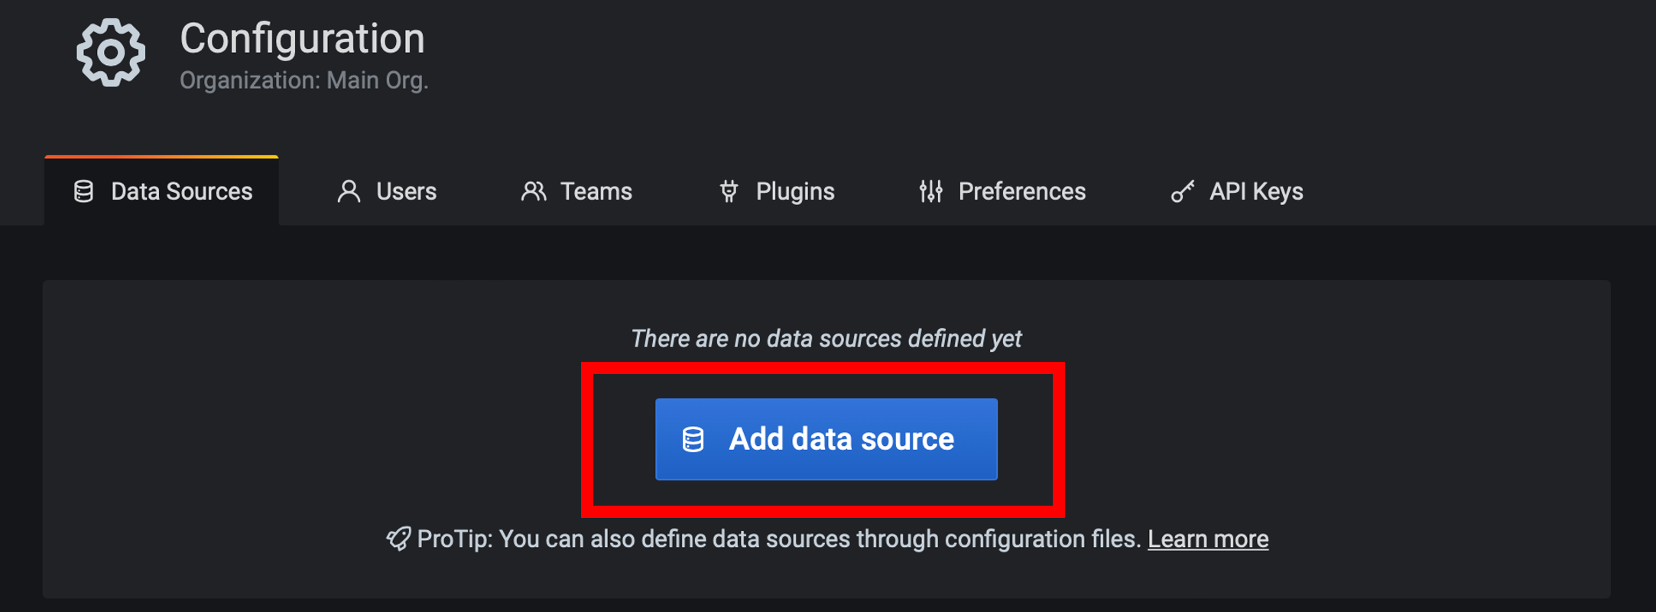 Configuration
Organization: Main Org.
Data Sources
Users
Teams
Plugins
Preferences
API Keys
There are no data sources defined yet
Add data source
ProTip: You can also define data sources through configuration files. Learn more